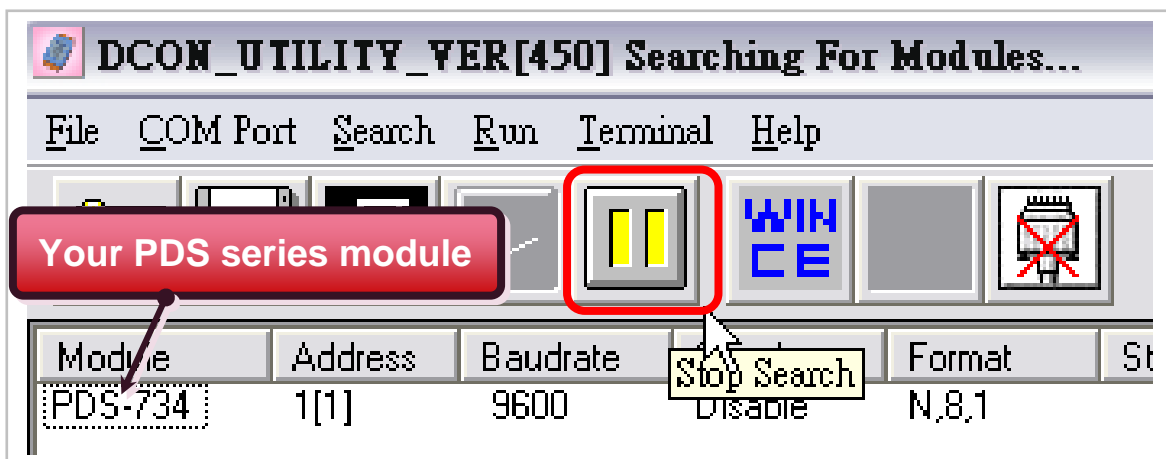 DCON_UTILITY_VER[450] Searching For Modules...
File COM Port Search Run Terminal Help
WIN
CE
Your PDS series module
Module Address Baudrate Format St
Stop Search
PDS-734 1[1] 9600 Disable N,8,1